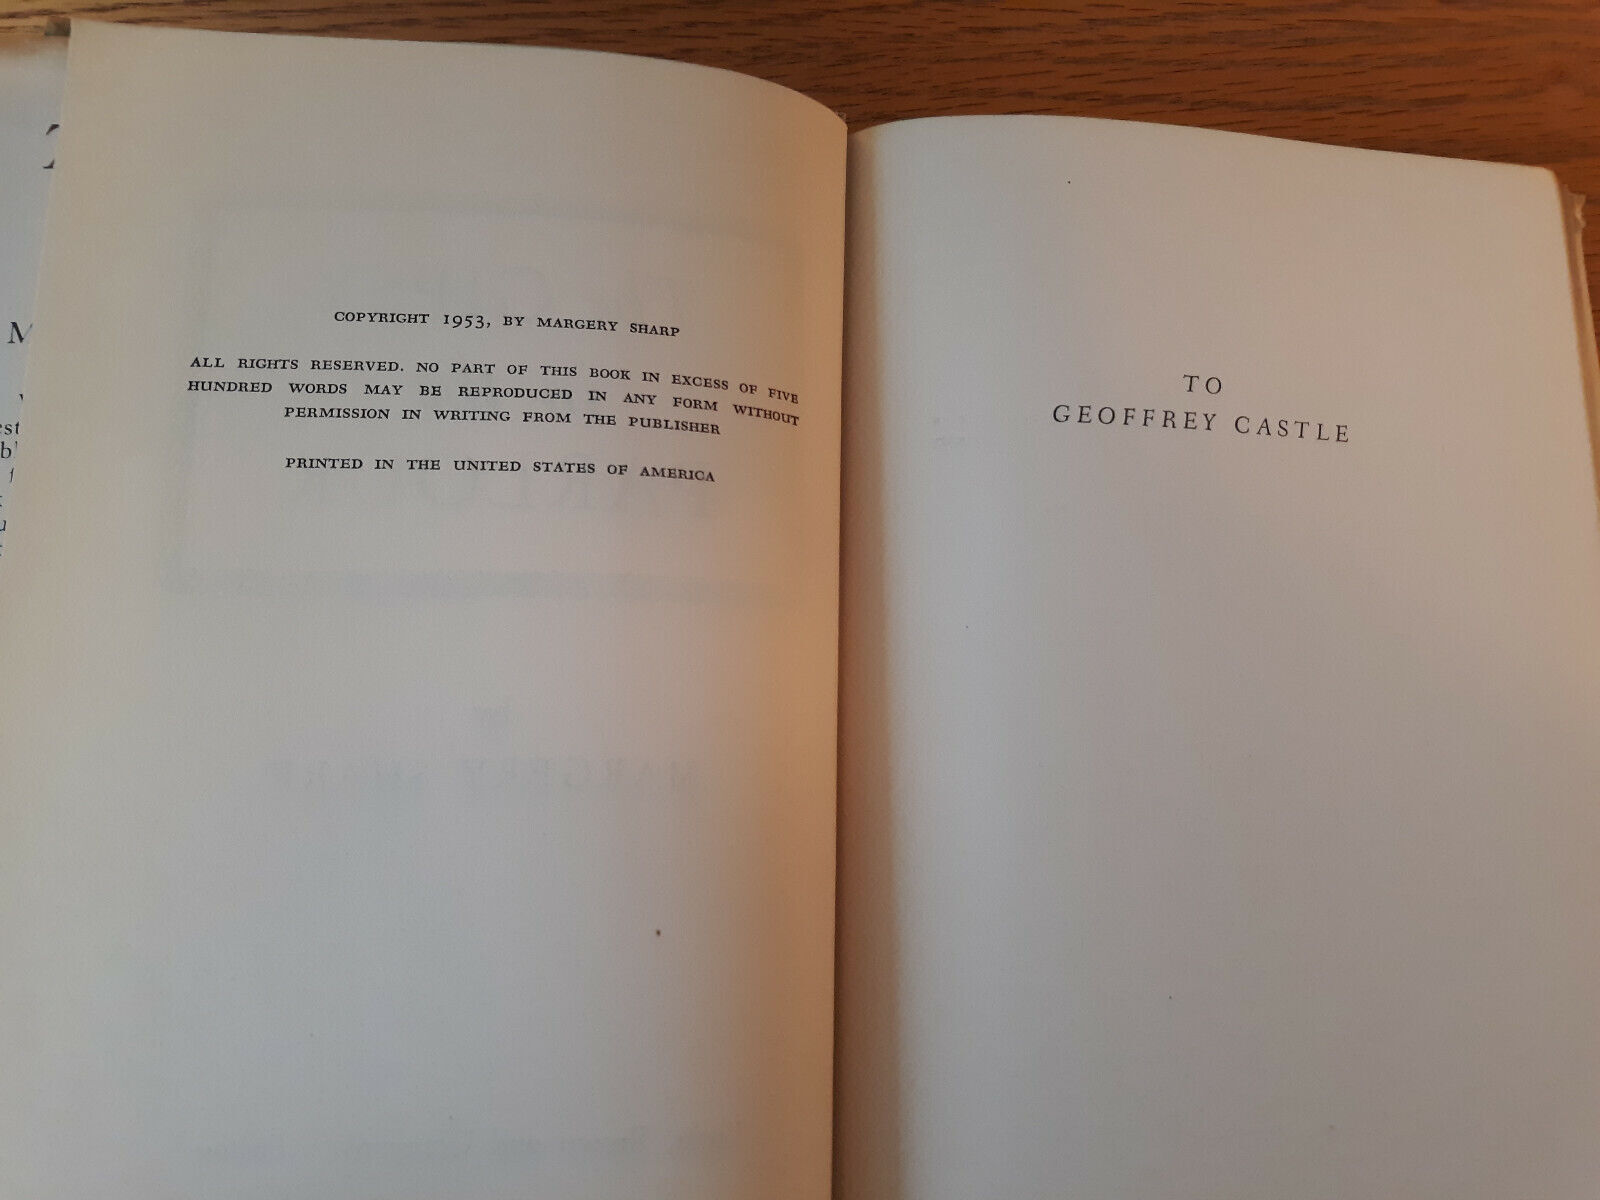 COPYRIGHT 1953, BY MARGERY SHARP
ALL RIGHTS RESERVED. NO PART OF THIS BOOK IN EXCESS OF FIVE
HUNDRED WORDS MAY BE REPRODUCED IN ANY FORM WITHOUT
PERMISSION IN WRITING FROM THE PUBLISHER
PRINTED IN THE UNITED STATES OF AMERICA
TO
GEOFFREY CASTLE